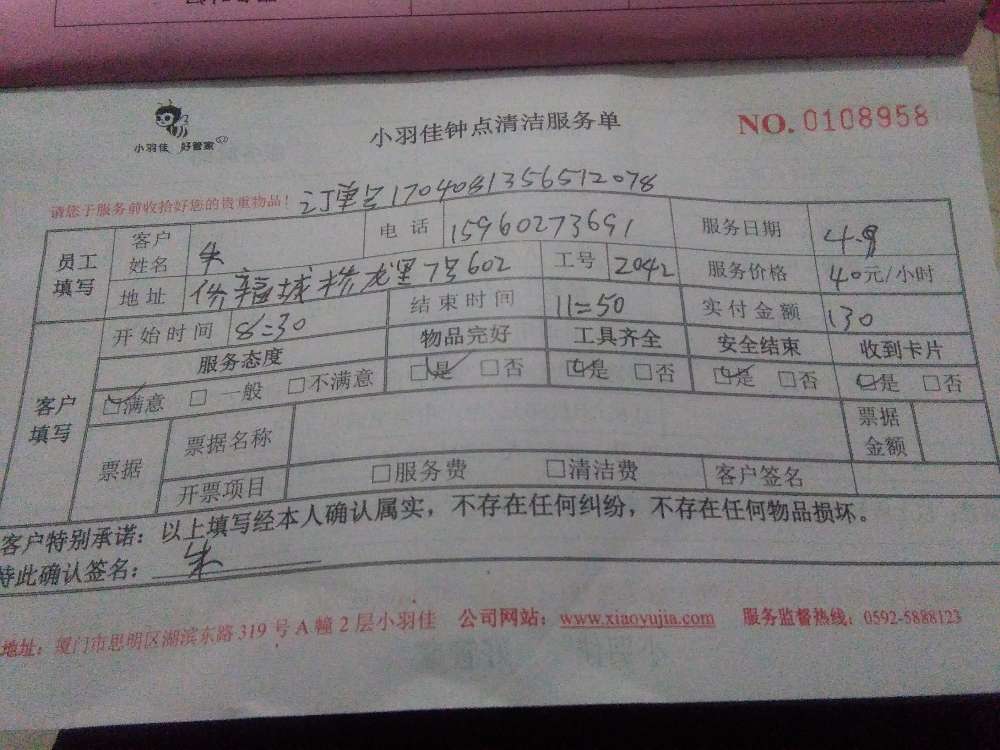 小羽佳 好管家
小羽佳钟点清洁服务单
NO. 0108958
请您于服务前收拾好您的贵重物品!
订单号170408135651 2078
员工填写 客户姓名 朱 电话 15960273691 服务日期 4.9
地址 龙里7号602 工号 2042 服务价格 40元/小时
客户填写 开始时间 8=30 结束时间 11=50 实付金额 130
服务态度 物品完好 工具齐全 安全结束 收到卡片
□满意 □一般 □不满意 □是 □否 □是 □否 □是 □否 □是 □否
票据 票据名称 票据金额
开票项目 □服务费 □清洁费 客户签名
客户特别承诺：以上填写经本人确认属实，不存在任何纠纷，不存在任何物品损坏。
特此确认签名：朱
地址：厦门市思明区湖滨东路319号A幢2层小羽佳 公司网站：www.xiaoyujia.com 服务监督热线：0592-5888123